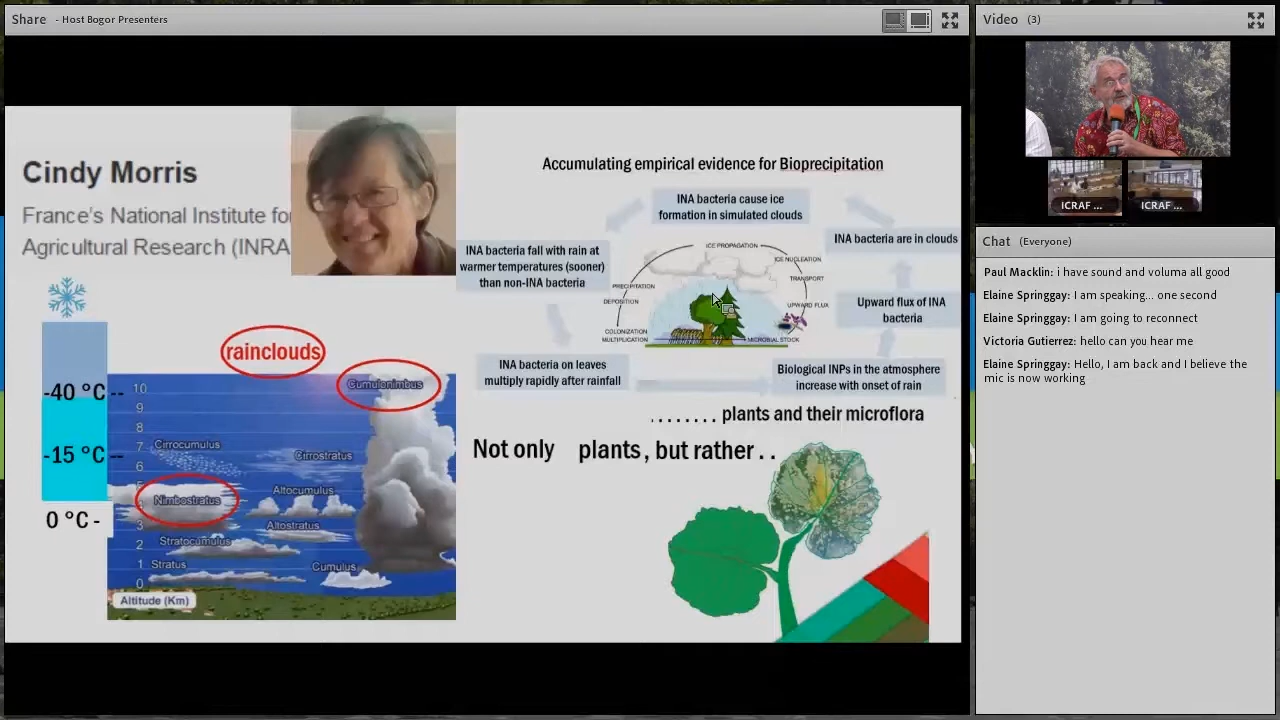 Share - Host Bogor Presenters
Cindy Morris
France's National Institute fo
Agricultural Research (INRA
-40 °C --
-15 °C --
0 °C -
rainclouds
10
9
8
7
6
3
2
1
0
Cumulonimbus
Cirrocumulus
Cirrostratus
Nimbostratus
Altocumulus
Altostratus
Stratocumulus
Stratus
Cumulus
Altitude (Km)
Accumulating empirical evidence for Bioprecipitation
INA bacteria cause ice
formation in simulated clouds
INA bacteria are in clouds
INA bacteria fall with rain at
warmer temperatures (sooner)
than non-INA bacteria
Upward flux of INA
bacteria
INA bacteria on leaves
multiply rapidly after rainfall
Biological INPs in the atmosphere
increase with onset of rain
ICE PROPAGATION
ICE NUCLEATION
TRANSPORT
UPWARD FLUX
MICROBIAL STOCK
PRECIPITATION
DEPOSITION
COLONIZATION
MULTIPLICATION
. . . . . . . plants and their microflora
Not only plants, but rather . .
Video (3)
ICRAF ...
ICRAF ...
Chat (Everyone)
Paul Macklin: i have sound and voluma all good
Elaine Springgay: I am speaking... one second
Elaine Springgay: I am going to reconnect
Victoria Gutierrez: hello can you hear me
Elaine Springgay: Hello, I am back and I believe the
mic is now working